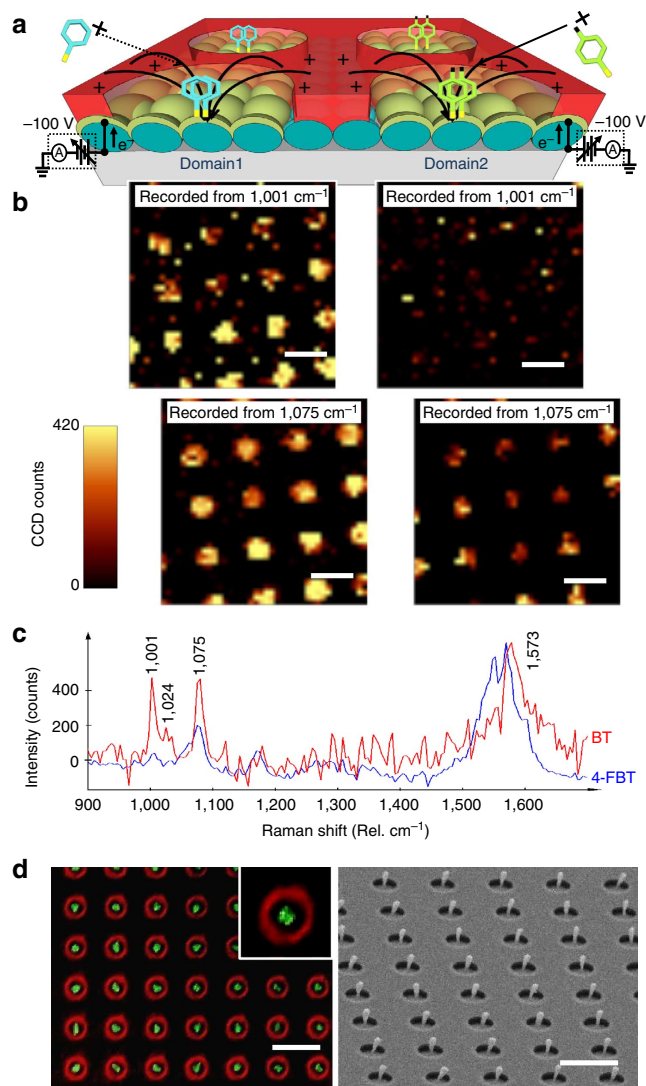 a
+ + + + + +
−100 V
−100 V
e−
e−
A
A
Domain1
Domain2
b
Recorded from 1,001 cm−1
Recorded from 1,001 cm−1
Recorded from 1,075 cm−1
Recorded from 1,075 cm−1
420
CCD counts
0
c
1,001
1,024
1,075
1,573
Intensity (counts)
400
200
0
BT
4-FBT
900 1,000 1,100 1,200 1,300 1,400 1,500 1,600
Raman shift (Rel. cm−1)
d